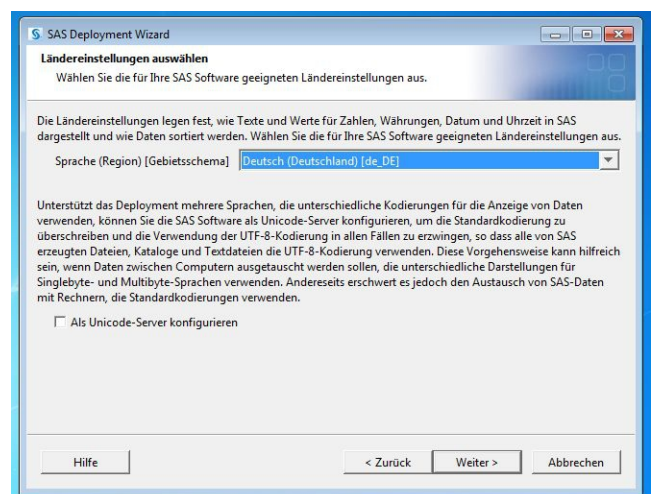 SAS Deployment Wizard
Ländereinstellungen auswählen
Wählen Sie die für Ihre SAS Software geeigneten Ländereinstellungen aus.
Die Ländereinstellungen legen fest, wie Texte und Werte für Zahlen, Währungen, Datum und Uhrzeit in SAS
dargestellt und wie Daten sortiert werden. Wählen Sie die für Ihre SAS Software geeigneten Ländereinstellungen aus.
Sprache (Region) [Gebietsschema] Deutsch (Deutschland) [de_DE]
Unterstützt das Deployment mehrere Sprachen, die unterschiedliche Kodierungen für die Anzeige von Daten
verwenden, können Sie die SAS Software als Unicode-Server konfigurieren, um die Standardkodierung zu
überschreiben und die Verwendung der UTF-8-Kodierung in allen Fällen zu erzwingen, so dass alle von SAS
erzeugten Dateien, Kataloge und Textdateien die UTF-8-Kodierung verwenden. Diese Vorgehensweise kann hilfreich
sein, wenn Daten zwischen Computern ausgetauscht werden sollen, die unterschiedliche Darstellungen für
Singlebyte- und Multibyte-Sprachen verwenden. Andereseits erschwert es jedoch den Austausch von SAS-Daten
mit Rechnern, die Standardkodierungen verwenden.
Als Unicode-Server konfigurieren
Hilfe < Zurück Weiter > Abbrechen